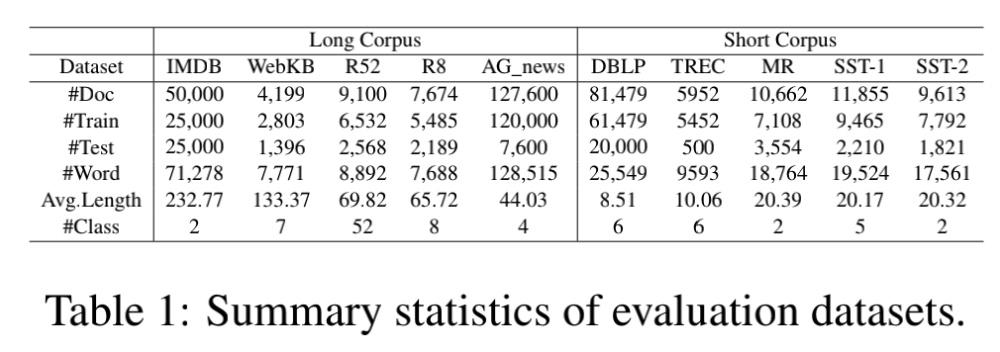 Long Corpus Short Corpus
Dataset IMDB WebKB R52 R8 AG_news DBLP TREC MR SST-1 SST-2
#Doc 50,000 4,199 9,100 7,674 127,600 81,479 5952 10,662 11,855 9,613
#Train 25,000 2,803 6,532 5,485 120,000 61,479 5452 7,108 9,465 7,792
#Test 25,000 1,396 2,568 2,189 7,600 20,000 500 3,554 2,210 1,821
#Word 71,278 7,771 8,892 7,688 128,515 25,549 9593 18,764 19,524 17,561
Avg.Length 232.77 133.37 69.82 65.72 44.03 8.51 10.06 20.39 20.17 20.32
#Class 2 7 52 8 4 6 6 2 5 2
Table 1: Summary statistics of evaluation datasets.